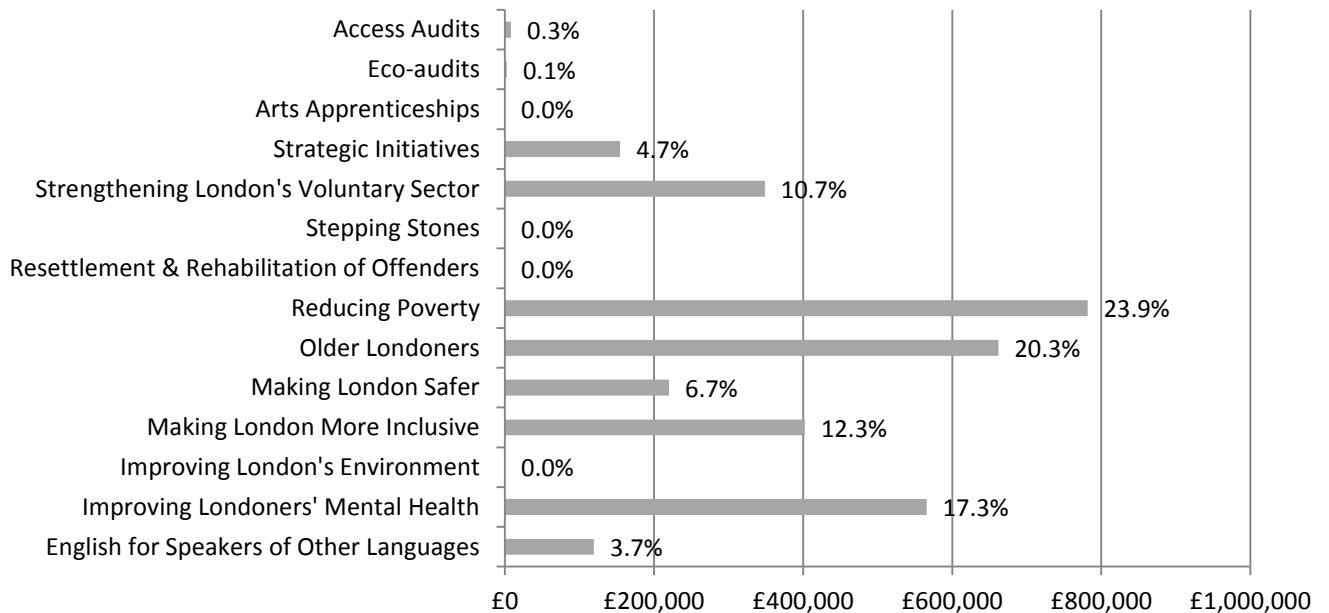 Access Audits 0.3%
Eco-audits 0.1%
Arts Apprenticeships 0.0%
Strategic Initiatives 4.7%
Strengthening London's Voluntary Sector 10.7%
Stepping Stones 0.0%
Resettlement & Rehabilitation of Offenders 0.0%
Reducing Poverty 23.9%
Older Londoners 20.3%
Making London Safer 6.7%
Making London More Inclusive 12.3%
Improving London's Environment 0.0%
Improving Londoners' Mental Health 17.3%
English for Speakers of Other Languages 3.7%
£0 £200,000 £400,000 £600,000 £800,000 £1,000,000